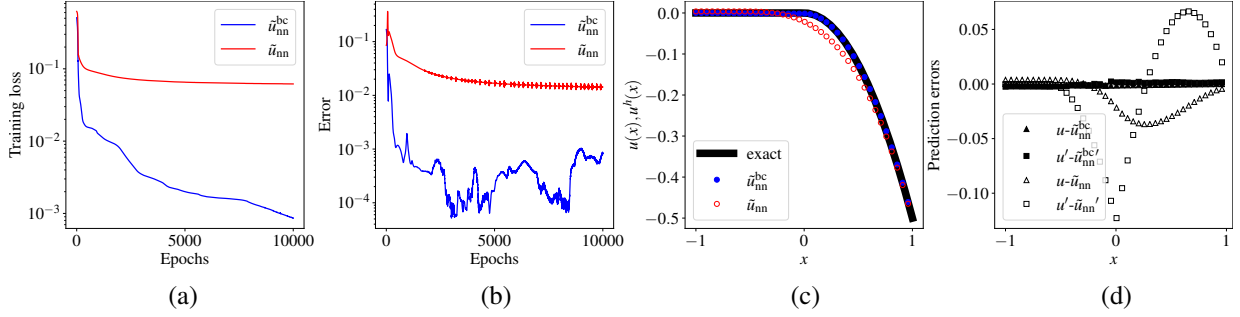 Training loss
10⁻¹
10⁻²
10⁻³
0 5000 10000
Epochs
ũ_nn^bc
ũ_nn
(a)
Error
10⁻¹
10⁻²
10⁻³
10⁻⁴
0 5000 10000
Epochs
ũ_nn^bc
ũ_nn
(b)
u(x), u^h(x)
0.0
−0.1
−0.2
−0.3
−0.4
−0.5
−1 0 1
x
exact
ũ_nn^bc
ũ_nn
(c)
Prediction errors
0.05
0.00
−0.05
−0.10
−1 0 1
x
u-ũ_nn^bc
u′-ũ_nn^bc′
u-ũ_nn
u′-ũ_nn′
(d)